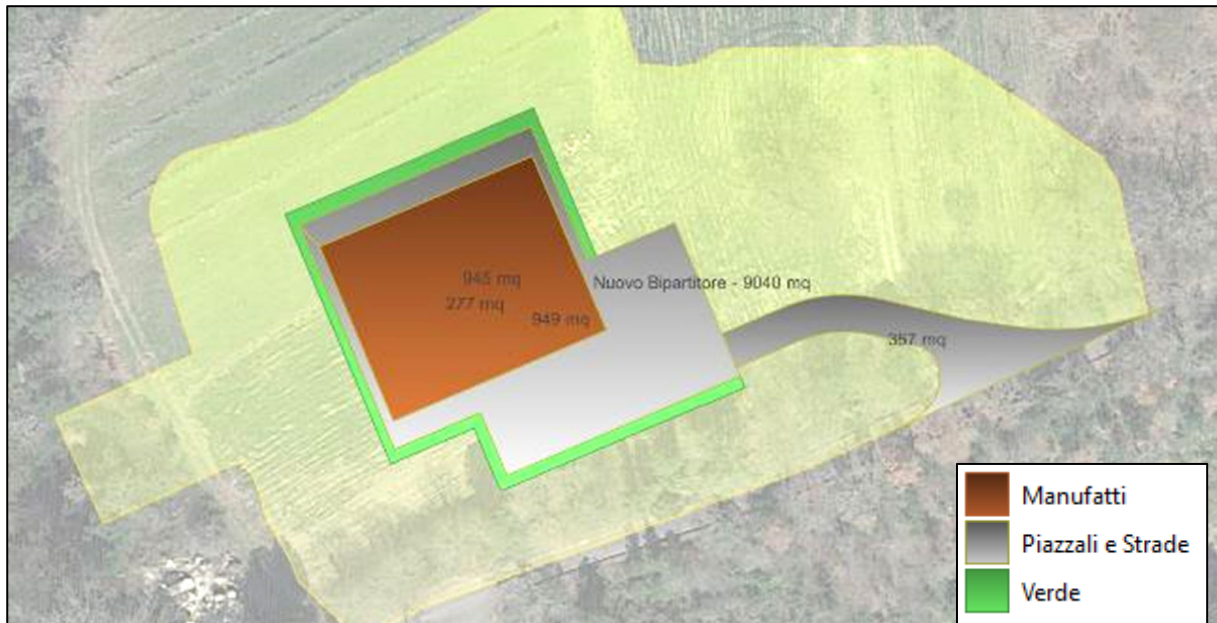 945 mq
Nuovo Bipartitore - 9040 mq
277 mq
949 mq
357 mq
Manufatti
Piazzali e Strade
Verde